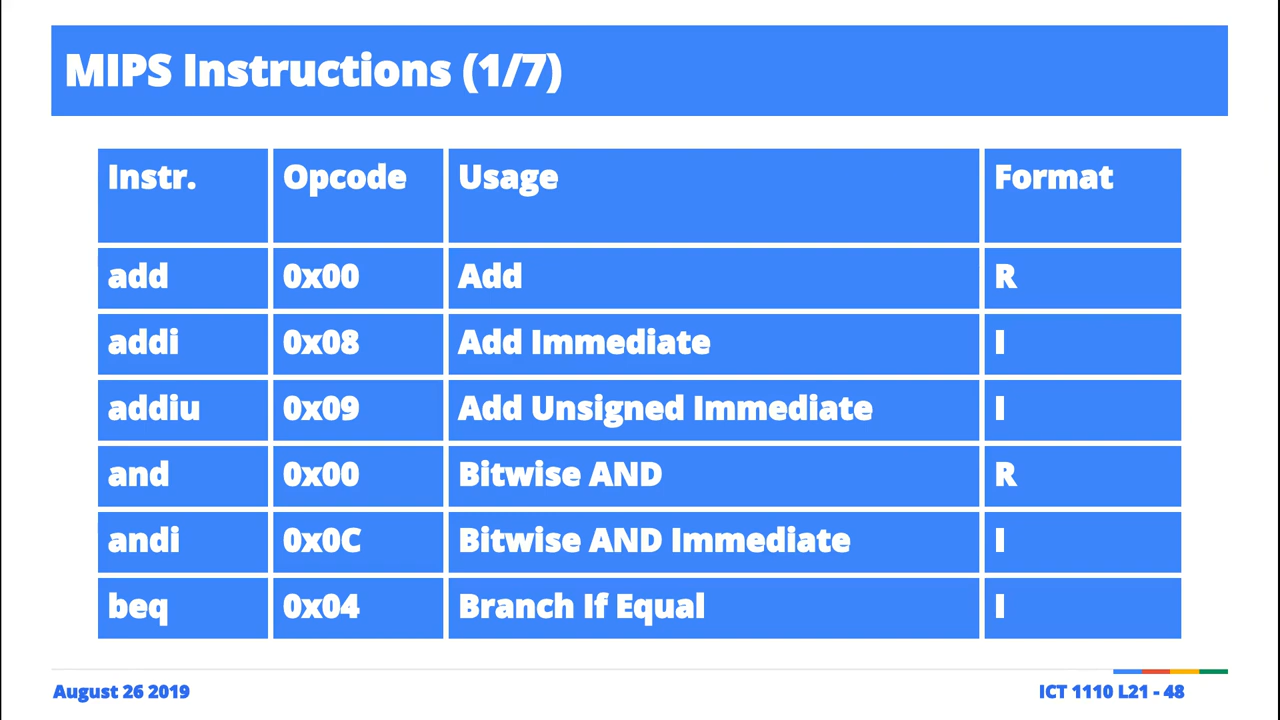 MIPS Instructions (1/7)
Instr. Opcode Usage Format
add 0x00 Add R
addi 0x08 Add Immediate I
addiu 0x09 Add Unsigned Immediate I
and 0x00 Bitwise AND R
andi 0x0C Bitwise AND Immediate I
beq 0x04 Branch If Equal I
August 26 2019 ICT 1110 L21 - 48